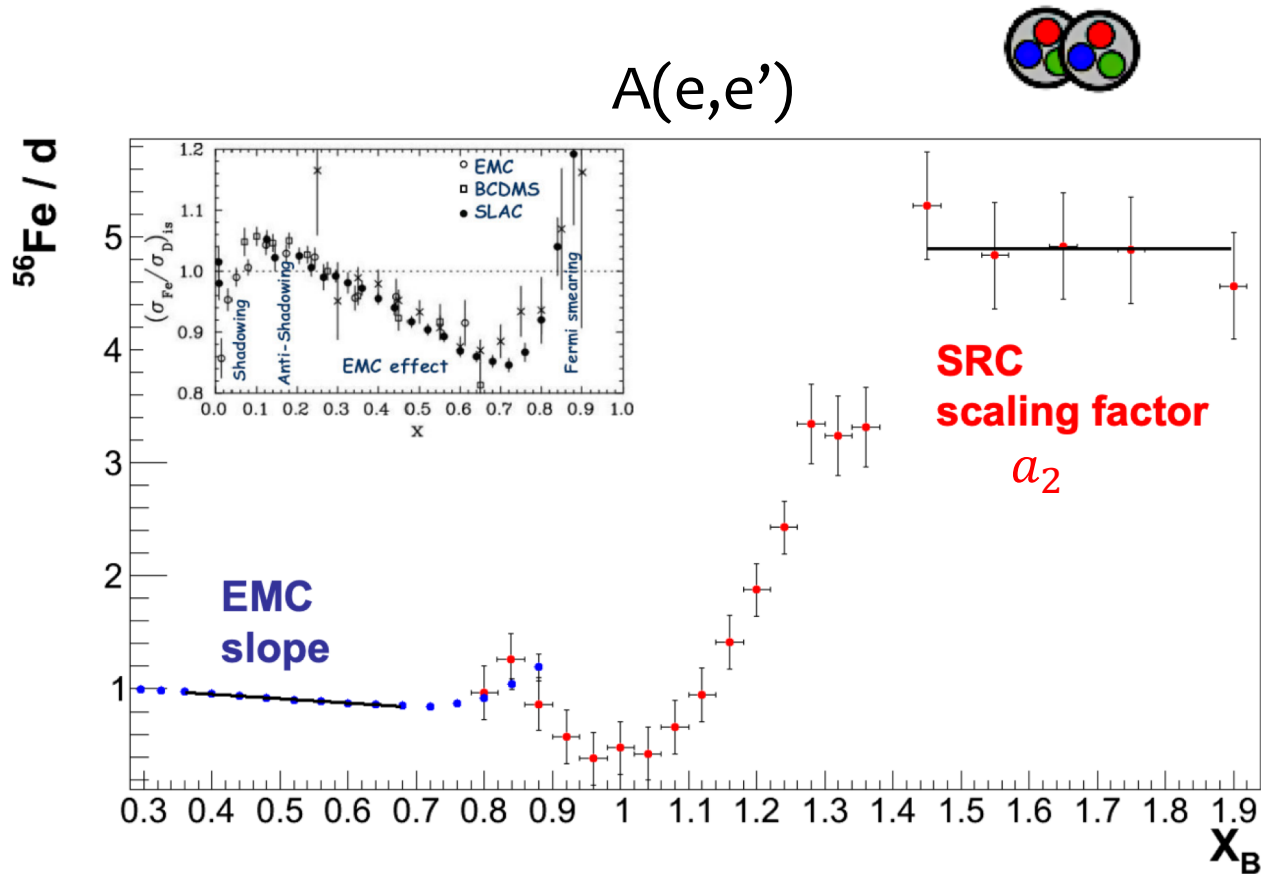 A(e,e’)
⁵⁶Fe / d
5
4
3
2
1
0.3 0.4 0.5 0.6 0.7 0.8 0.9 1 1.1 1.2 1.3 1.4 1.5 1.6 1.7 1.8 1.9
X_B
EMC
slope
SRC
scaling factor
a₂
(σ_Fe/σ_D)_is
1.2
1.1
1.0
0.9
0.8
0.0 0.1 0.2 0.3 0.4 0.5 0.6 0.7 0.8 0.9 1.0
x
EMC
BCDMS
SLAC
Shadowing
Anti-Shadowing
EMC effect
Fermi smearing